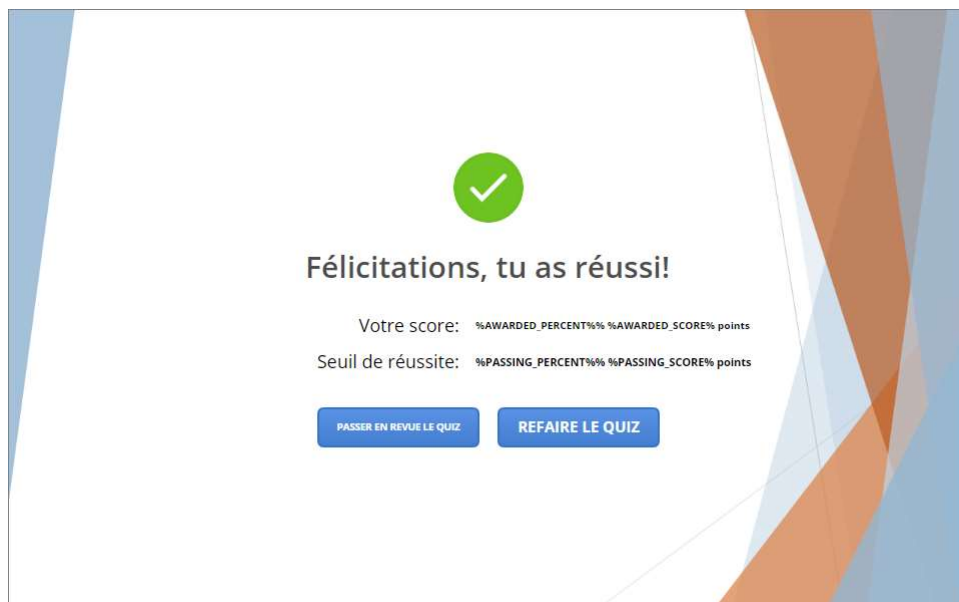 Félicitations, tu as réussi!
Votre score: %AWARDED_PERCENT%% %AWARDED_SCORE% points
Seuil de réussite: %PASSING_PERCENT%% %PASSING_SCORE% points
PASSER EN REVUE LE QUIZ REFAIRE LE QUIZ